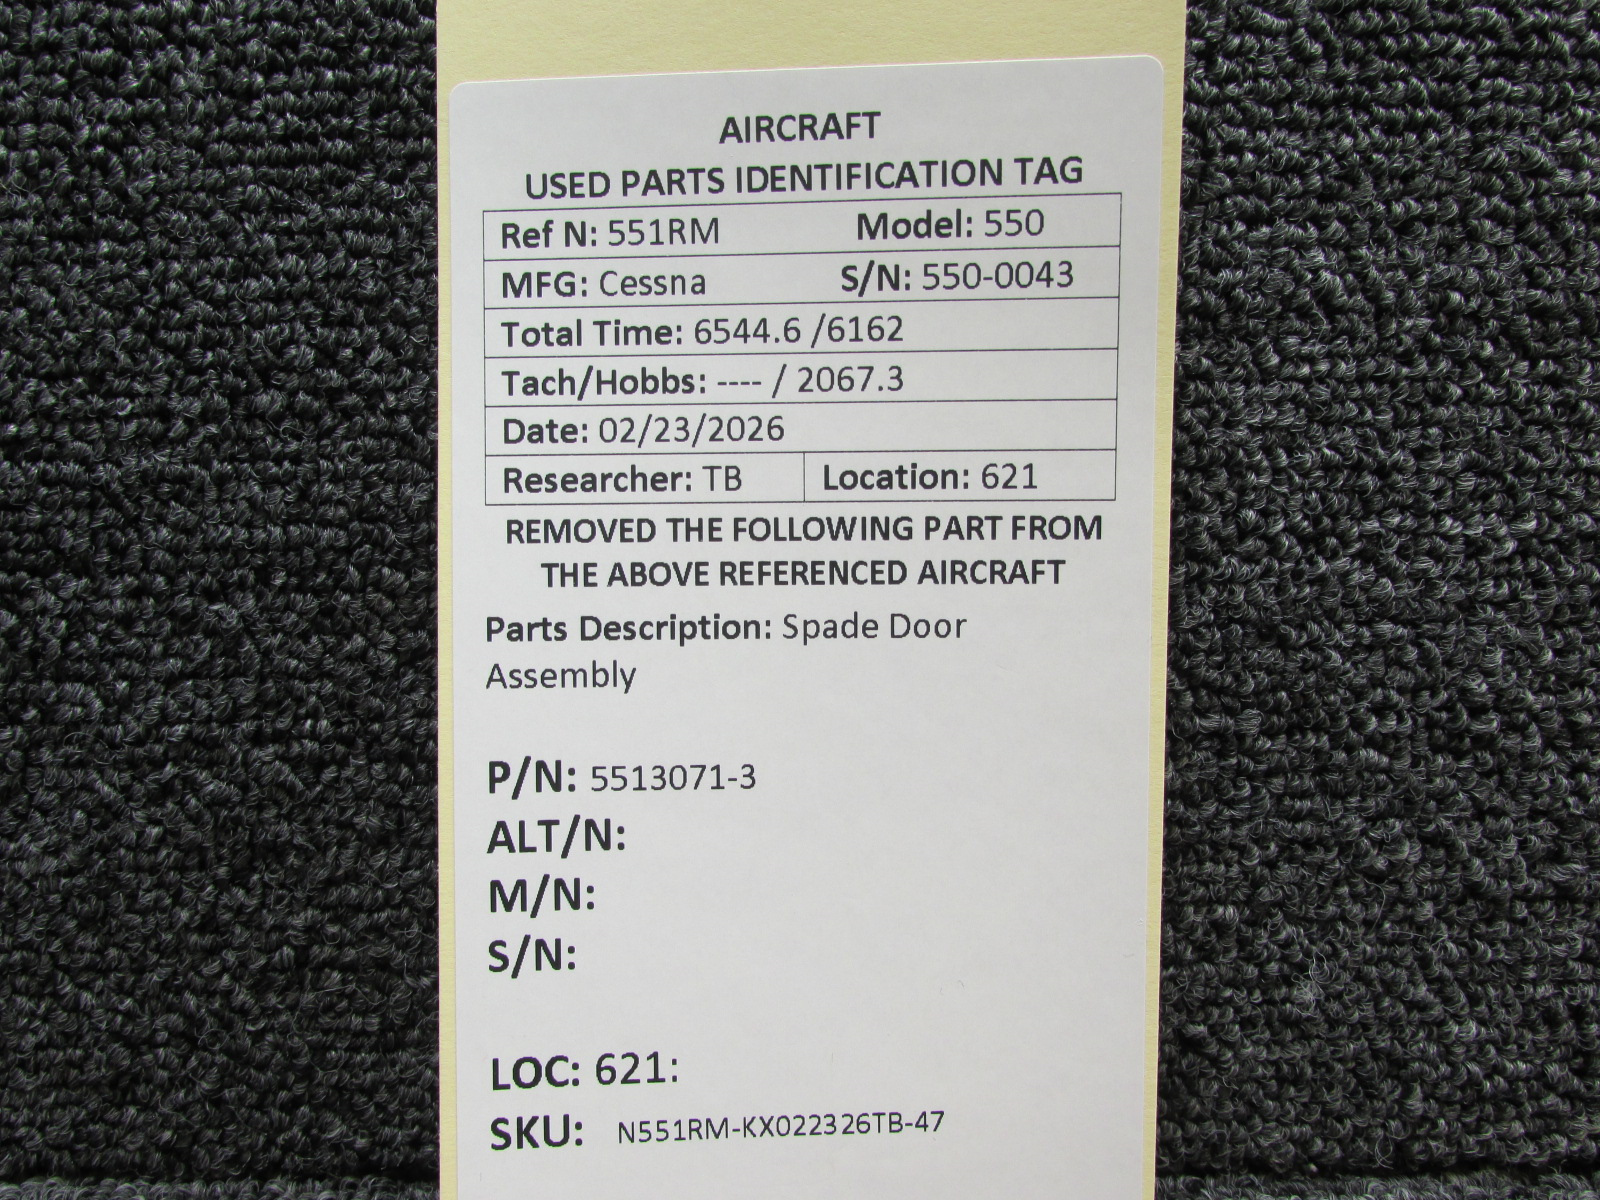 AIRCRAFT
USED PARTS IDENTIFICATION TAG
Ref N: 551RM Model: 550
MFG: Cessna S/N: 550-0043
Total Time: 6544.6 /6162
Tach/Hobbs: ---- / 2067.3
Date: 02/23/2026
Researcher: TB Location: 621
REMOVED THE FOLLOWING PART FROM
THE ABOVE REFERENCED AIRCRAFT
Parts Description: Spade Door
Assembly
P/N: 5513071-3
ALT/N:
M/N:
S/N:
LOC: 621:
SKU: N551RM-KX022326TB-47